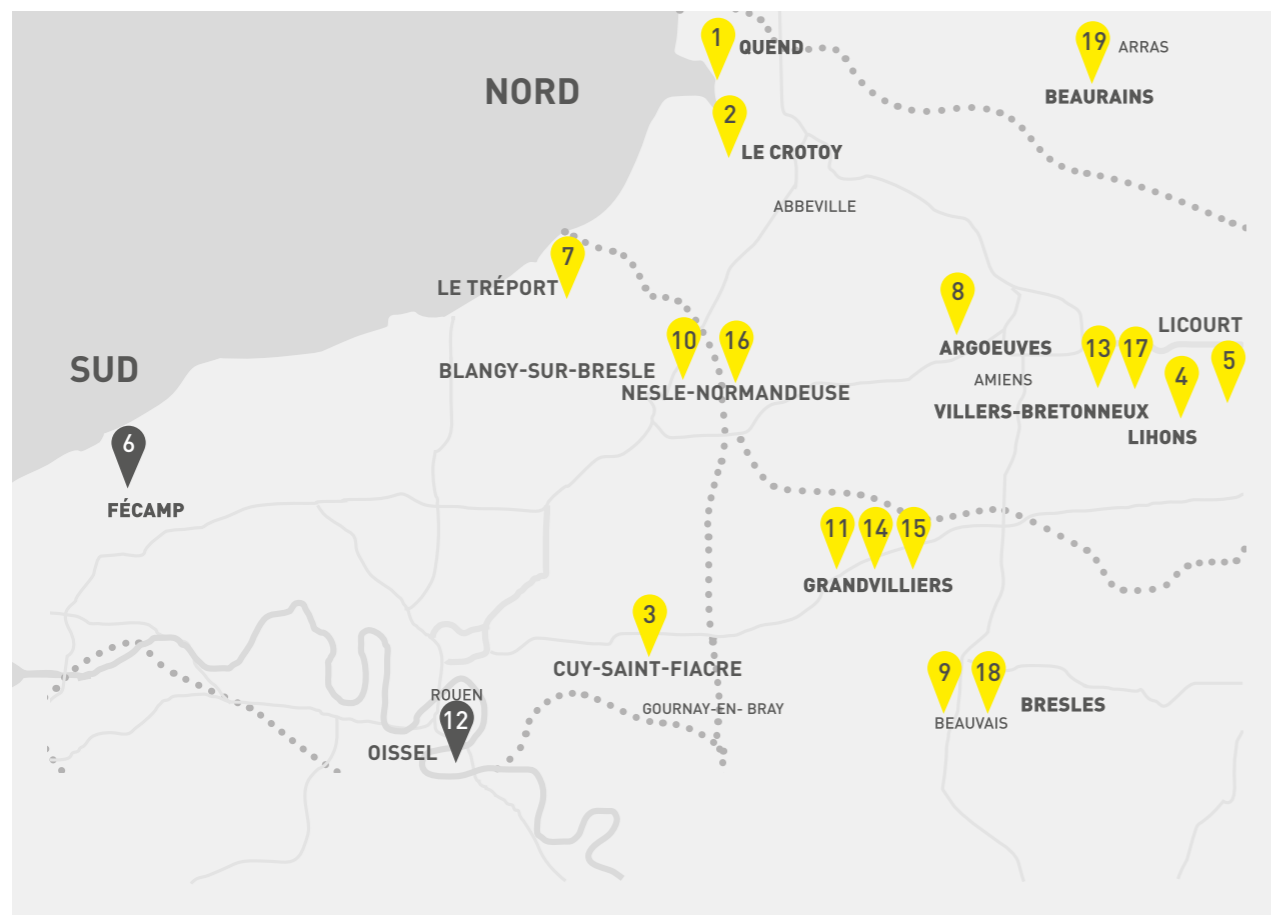 1
QUEND
19
ARRAS
BEAURAINS
NORD
2
LE CROTOY
ABBEVILLE
7
LE TRÉPORT
8
ARGOEUVES
LICOURT
10
16
BLANGY-SUR-BRESLE
NESLE-NORMANDEUSE
13
17
4
5
AMIENS
VILLERS-BRETONNEUX
LIHONS
SUD
6
FÉCAMP
11
14
15
GRANDVILLIERS
3
CUY-SAINT-FIACRE
GOURNAY-EN- BRAY
9
18
BRESLES
BEAUVAIS
ROUEN
12
OISSEL